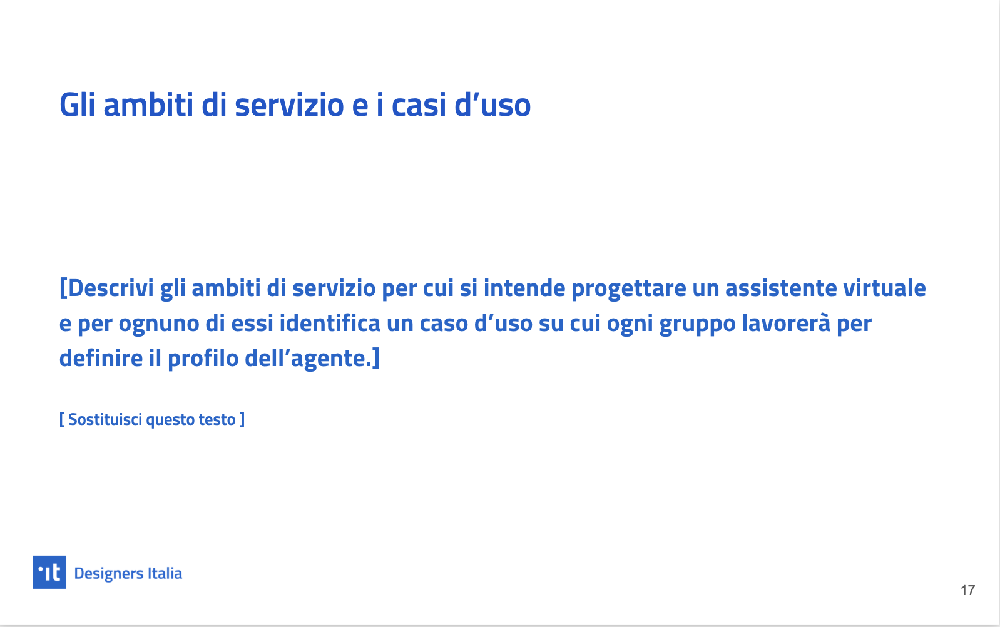 Gli ambiti di servizio e i casi d’uso
[Descrivi gli ambiti di servizio per cui si intende progettare un assistente virtuale
e per ognuno di essi identifica un caso d’uso su cui ogni gruppo lavorerà per
definire il profilo dell’agente.]
[ Sostituisci questo testo ]
it Designers Italia
17